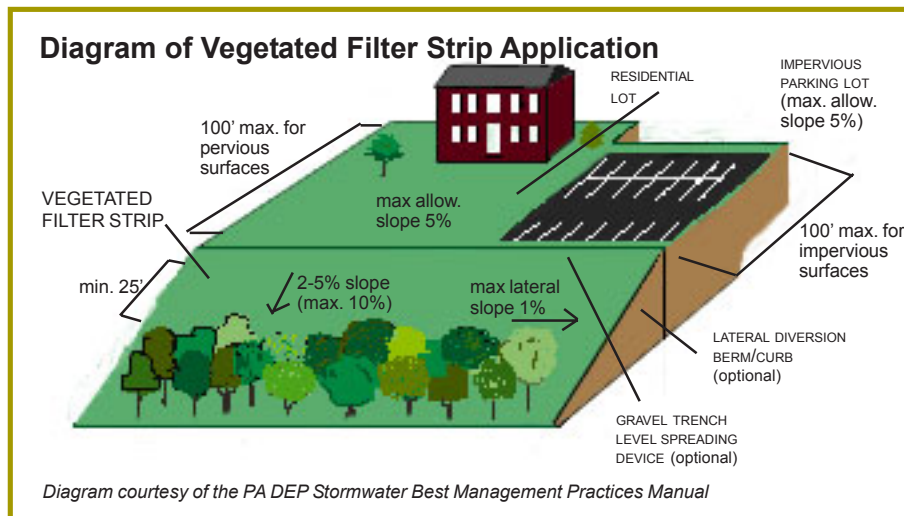 Diagram of Vegetated Filter Strip Application
RESIDENTIAL
LOT
IMPERVIOUS
PARKING LOT
(max. allow.
slope 5%)
100' max. for
pervious
surfaces
VEGETATED
FILTER STRIP
max allow.
slope 5%
100' max. for
impervious
surfaces
min. 25'
2-5% slope
(max. 10%)
max lateral
slope 1%
LATERAL DIVERSION
BERM/CURB
(optional)
GRAVEL TRENCH
LEVEL SPREADING
DEVICE (optional)
Diagram courtesy of the PA DEP Stormwater Best Management Practices Manual